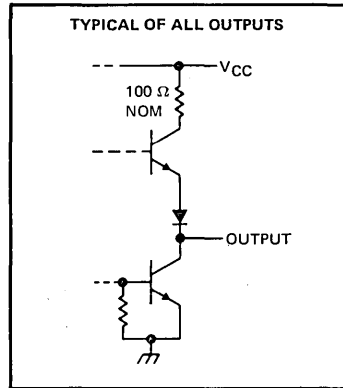 TYPICAL OF ALL OUTPUTS
VCC
100 Ω
NOM
OUTPUT